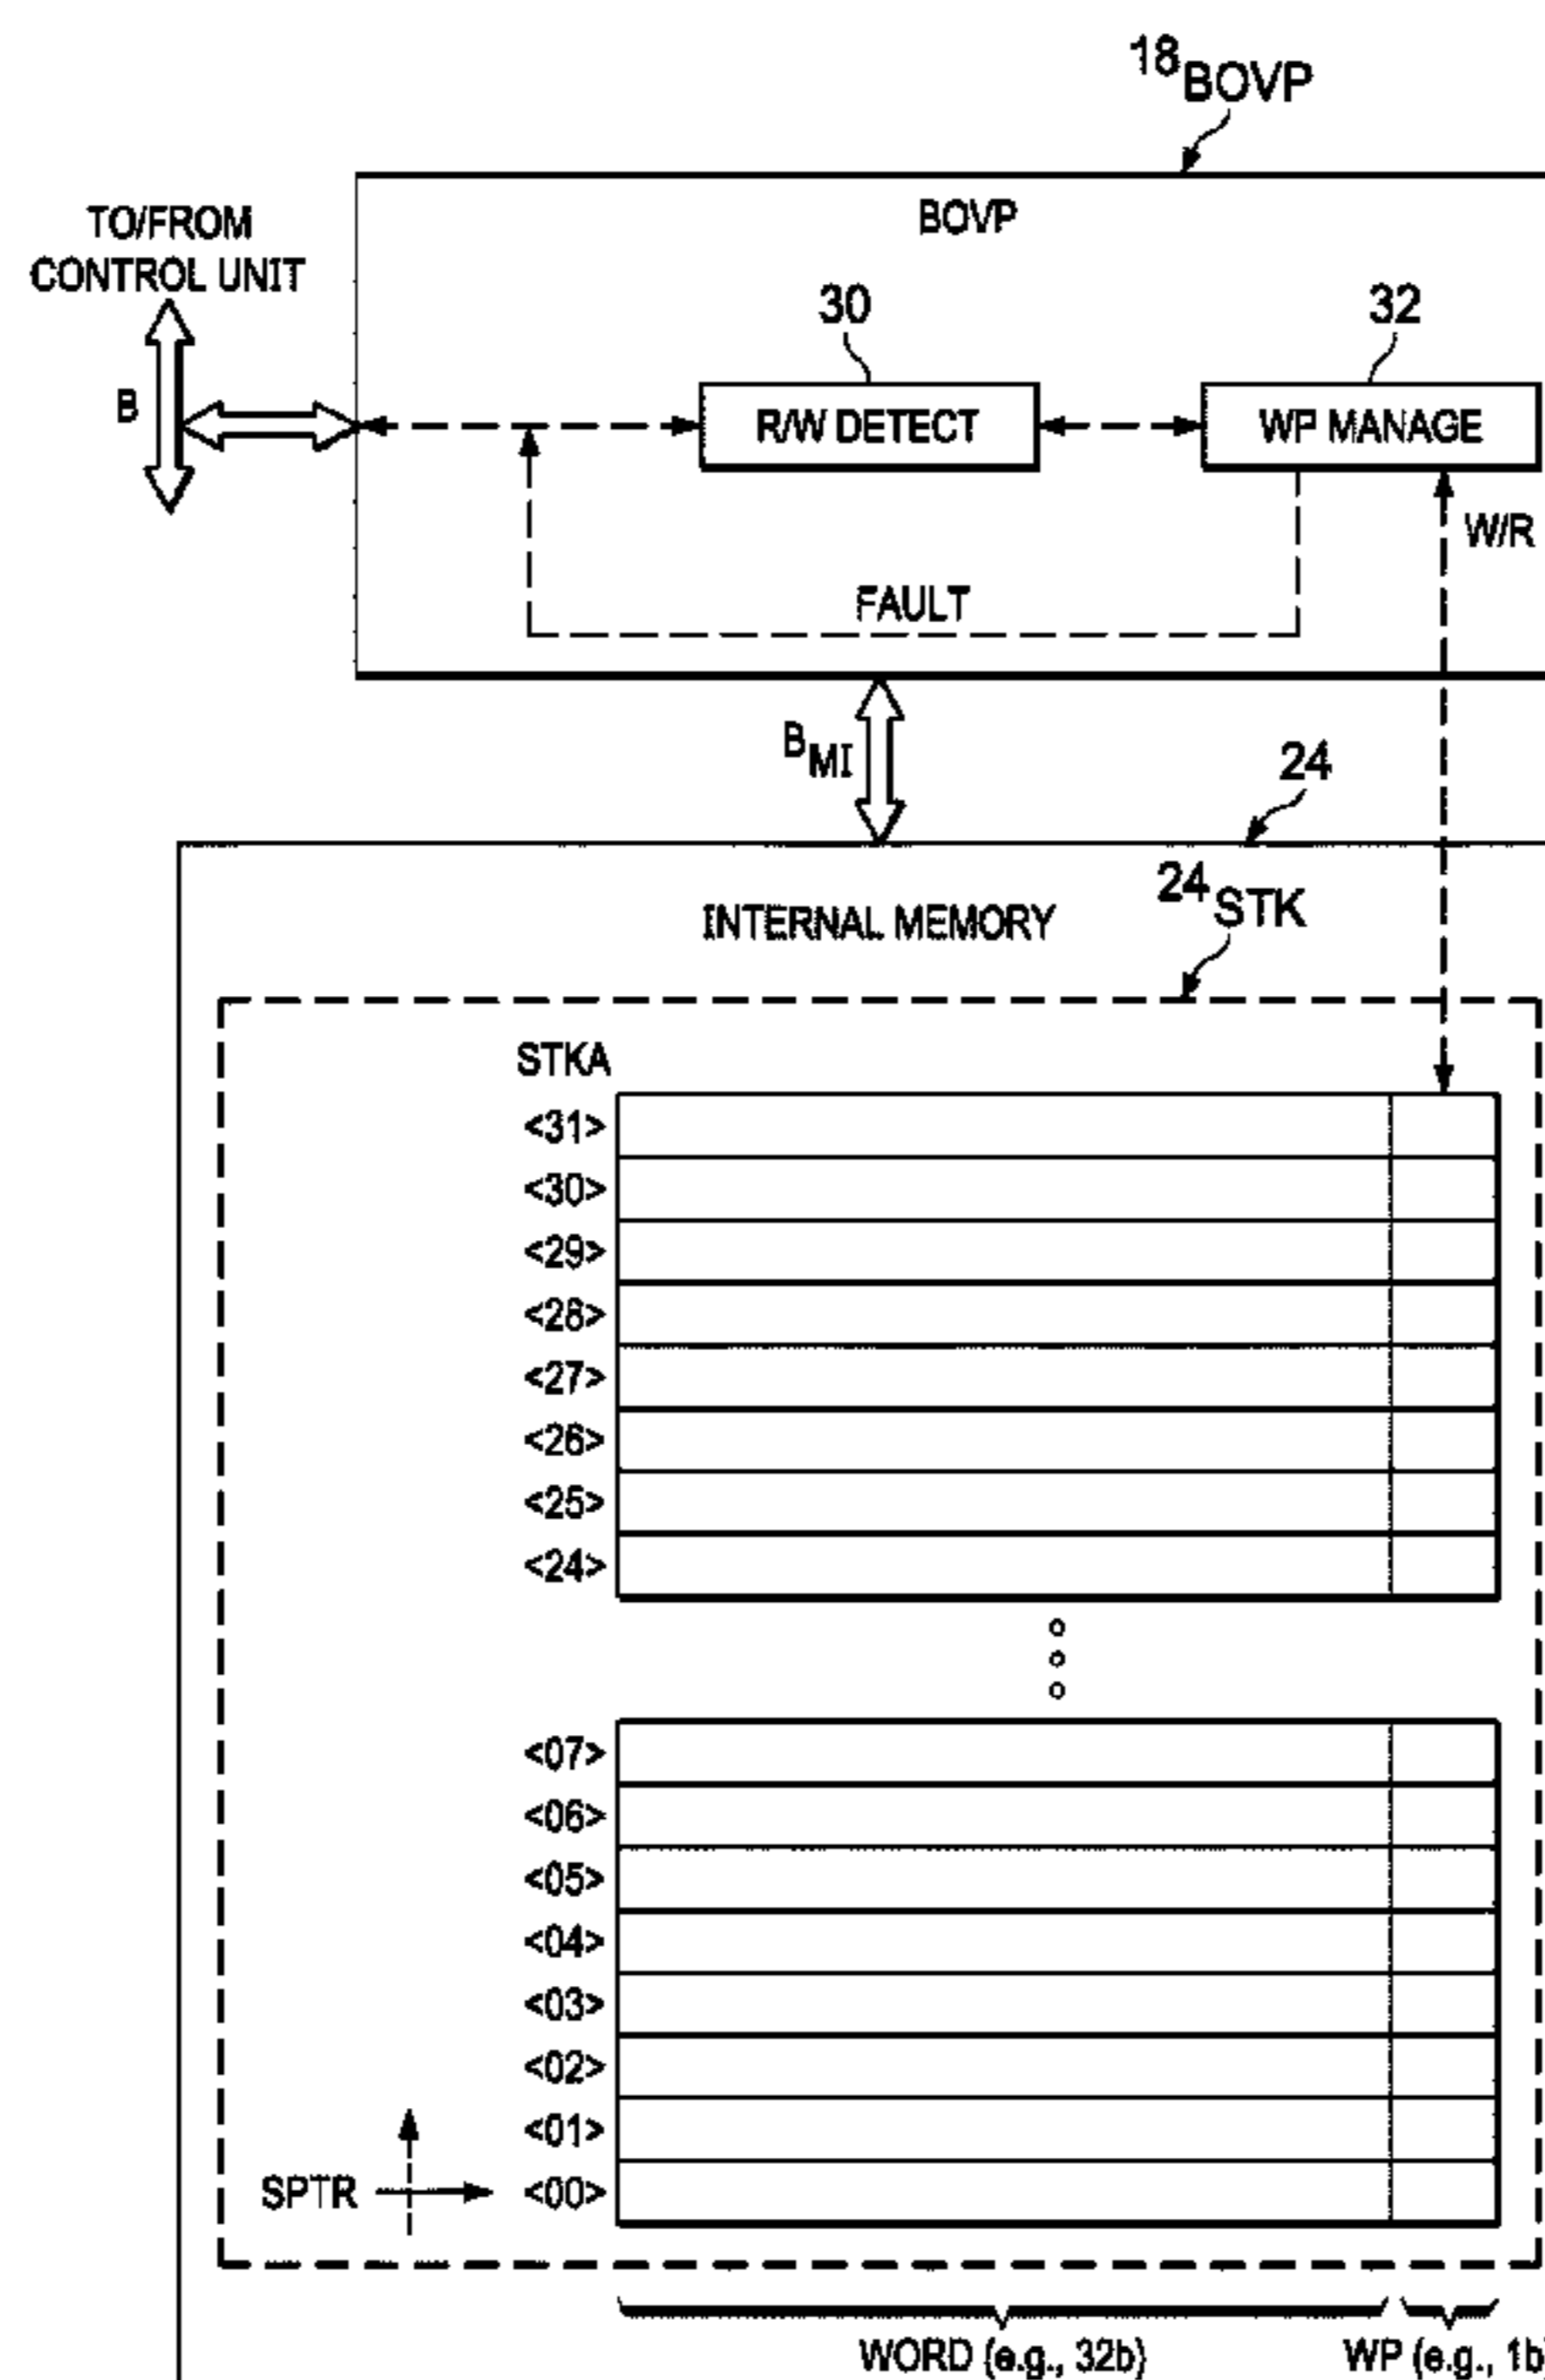 18BOVP
BOVP
TO/FROM
CONTROL UNIT
B
30
32
R/W DETECT
WP MANAGE
W/R
FAULT
BMI
24
INTERNAL MEMORY
24STK
STKA
<31>
<30>
<29>
<28>
<27>
<26>
<25>
<24>
<07>
<06>
<05>
<04>
<03>
<02>
<01>
SPTR <00>
WORD (e.g., 32b) WP (e.g., 1b)